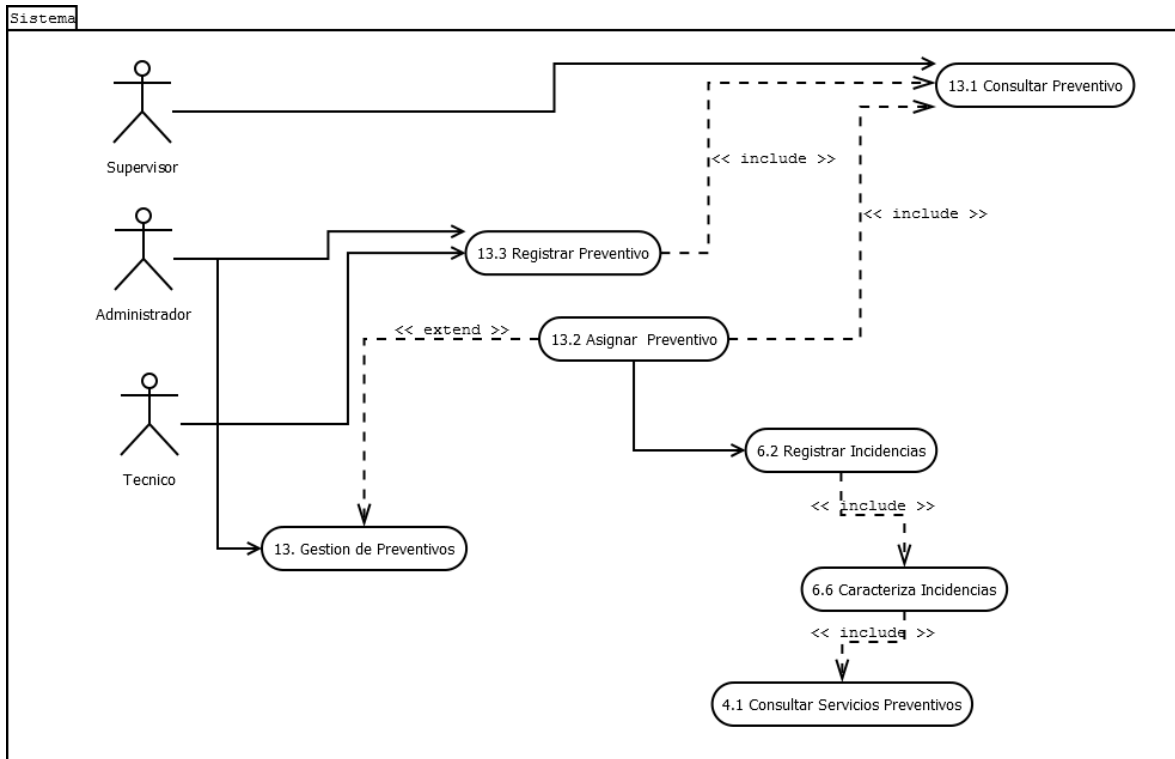 Sistema
13.1 Consultar Preventivo
<< include >>
Supervisor
<< include >>
13.3 Registrar Preventivo
Administrador
<< extend >>
13.2 Asignar  Preventivo
6.2 Registrar Incidencias
Tecnico
<< include >>
13. Gestion de Preventivos
6.6 Caracteriza Incidencias
<< include >>
4.1 Consultar Servicios Preventivos